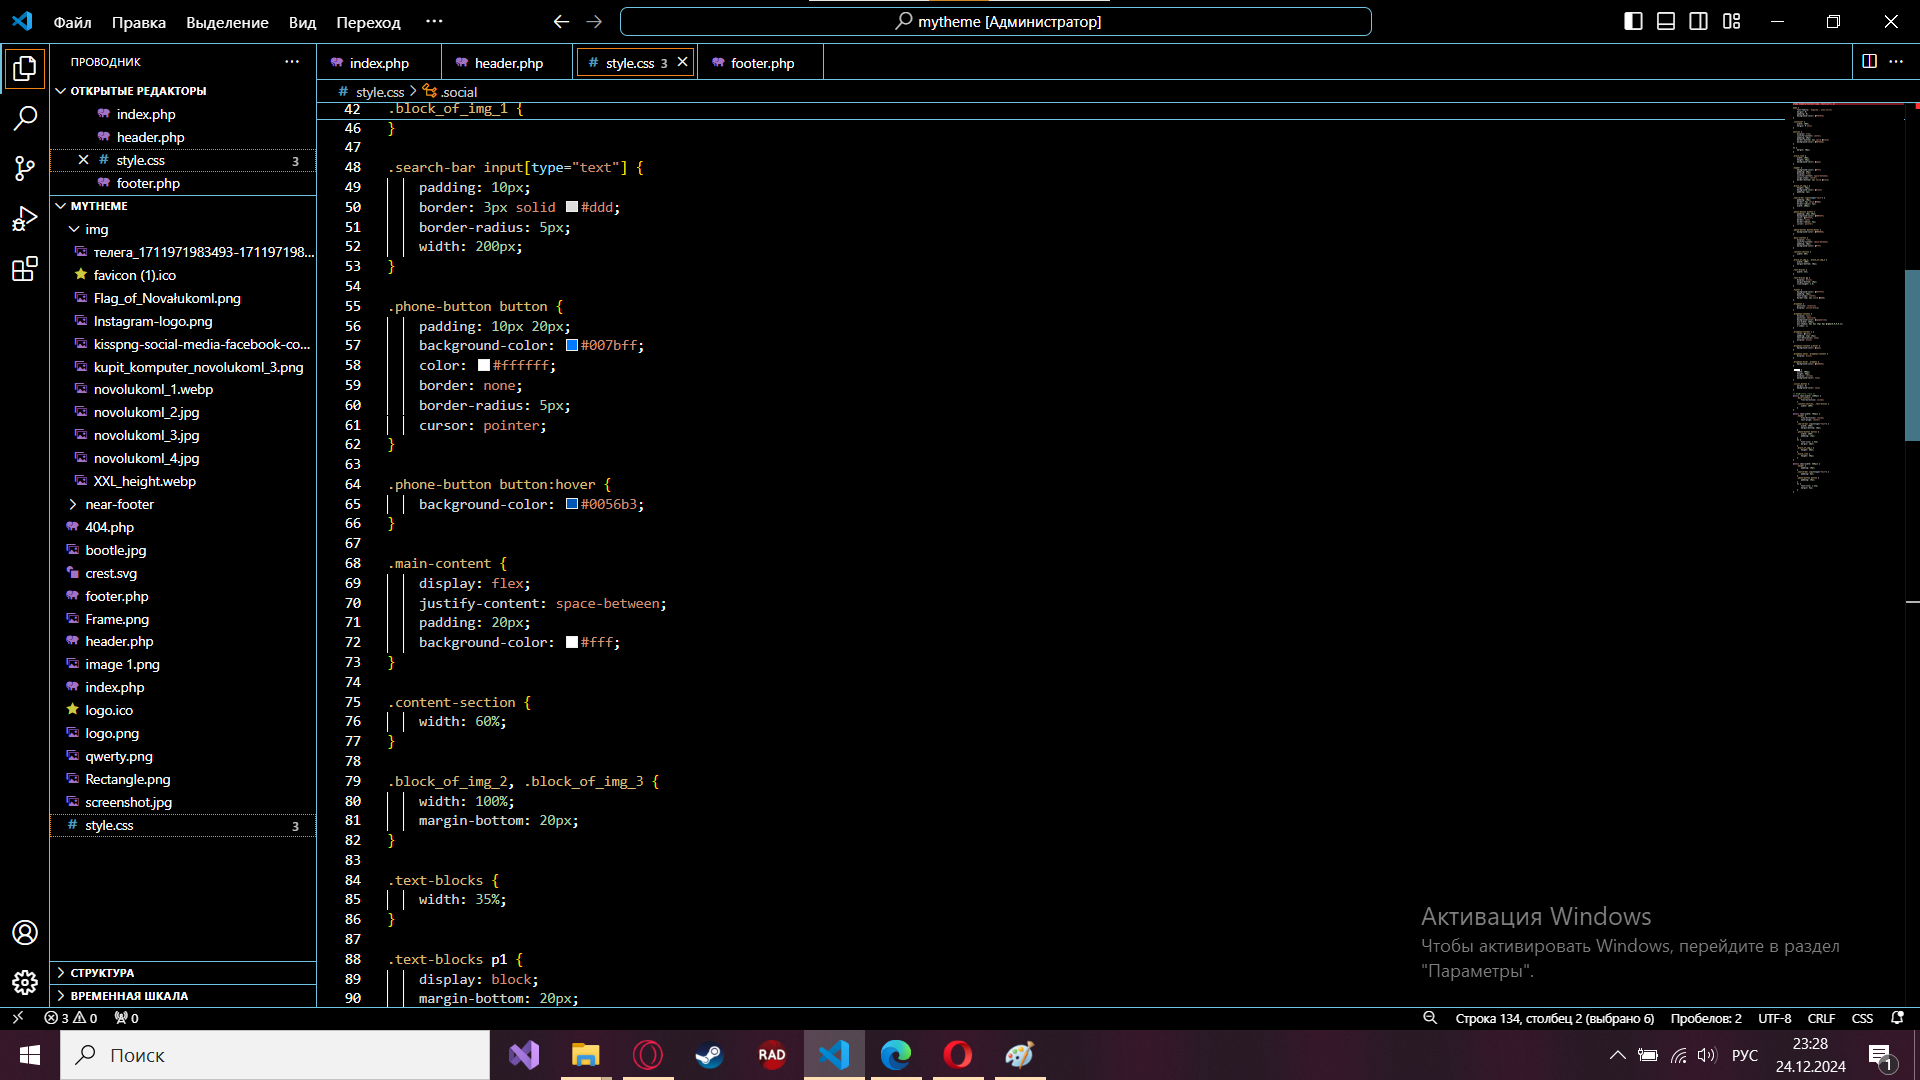 Файл Правка Выделение Вид Переход ··· mytheme [Администратор]
ПРОВОДНИК ···
ОТКРЫТЫЕ РЕДАКТОРЫ
index.php
header.php
style.css 3
footer.php
MYTHEME
img
телега_1711971983493-171197198...
favicon (1).ico
Flag_of_Novałukoml.png
Instagram-logo.png
kisspng-social-media-facebook-co...
kupit_komputer_novolukoml_3.png
novolukoml_1.webp
novolukoml_2.jpg
novolukoml_3.jpg
novolukoml_4.jpg
XXL_height.webp
near-footer
404.php
bootle.jpg
crest.svg
footer.php
Frame.png
header.php
image 1.png
index.php
logo.ico
logo.png
qwerty.png
Rectangle.png
screenshot.jpg
style.css 3
СТРУКТУРА
ВРЕМЕННАЯ ШКАЛА
index.php header.php # style.css 3 footer.php
# style.css > .social
42 .block_of_img_1 {
46 }
47
48 .search-bar input[type="text"] {
49 padding: 10px;
50 border: 3px solid #ddd;
51 border-radius: 5px;
52 width: 200px;
53 }
54
55 .phone-button button {
56 padding: 10px 20px;
57 background-color: #007bff;
58 color: #ffffff;
59 border: none;
60 border-radius: 5px;
61 cursor: pointer;
62 }
63
64 .phone-button button:hover {
65 background-color: #0056b3;
66 }
67
68 .main-content {
69 display: flex;
70 justify-content: space-between;
71 padding: 20px;
72 background-color: #fff;
73 }
74
75 .content-section {
76 width: 60%;
77 }
78
79 .block_of_img_2, .block_of_img_3 {
80 width: 100%;
81 margin-bottom: 20px;
82 }
83
84 .text-blocks {
85 width: 35%;
86 }
87
88 .text-blocks p1 {
89 display: block;
90 margin-bottom: 20px;
Активация Windows
Чтобы активировать Windows, перейдите в раздел
"Параметры".
3 0 0 Строка 134, столбец 2 (выбрано 6) Пробелов: 2 UTF-8 CRLF CSS
Поиск RAD РУС 23:28
24.12.2024 1